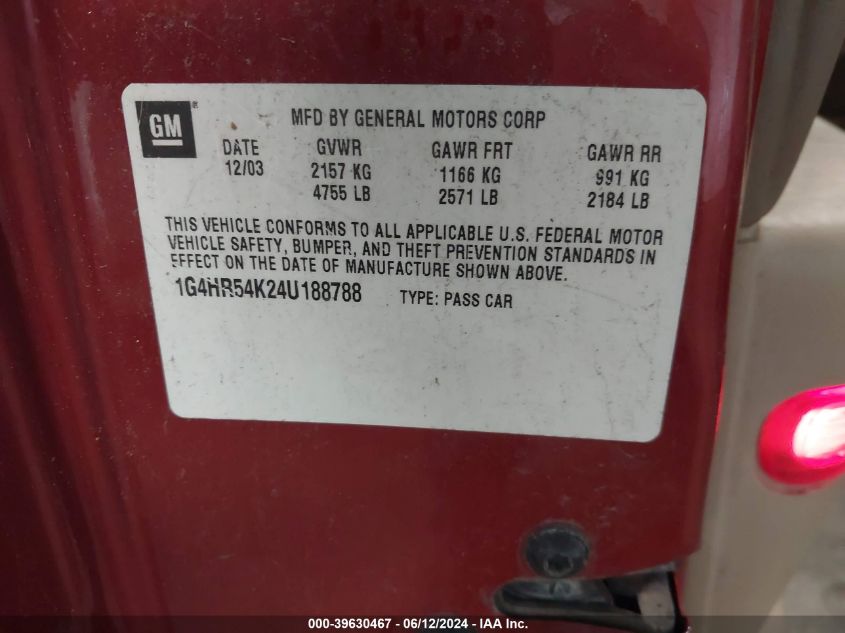 GM
MFD BY GENERAL MOTORS CORP
DATE GVWR GAWR FRT GAWR RR
12/03 2157 KG 1166 KG 991 KG
4755 LB 2571 LB 2184 LB
THIS VEHICLE CONFORMS TO ALL APPLICABLE U.S. FEDERAL MOTOR
VEHICLE SAFETY, BUMPER, AND THEFT PREVENTION STANDARDS IN
EFFECT ON THE DATE OF MANUFACTURE SHOWN ABOVE.
1G4HR54K24U188788 TYPE: PASS CAR
000-39630467 - 06/12/2024 - IAA Inc.